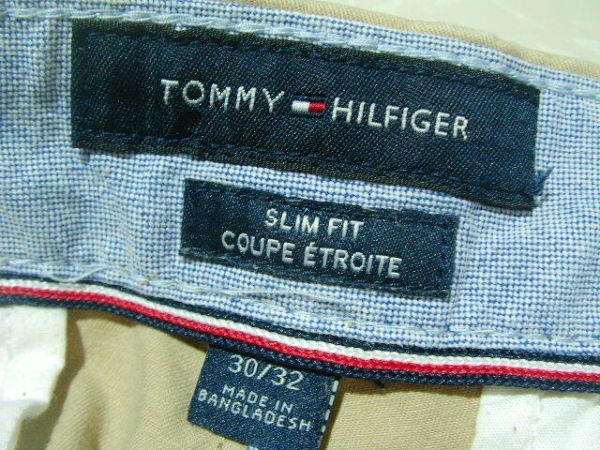 TOMMY HILFIGER
SLIM FIT
COUPE ÉTROITE
30/32
MADE IN
BANGLADESH